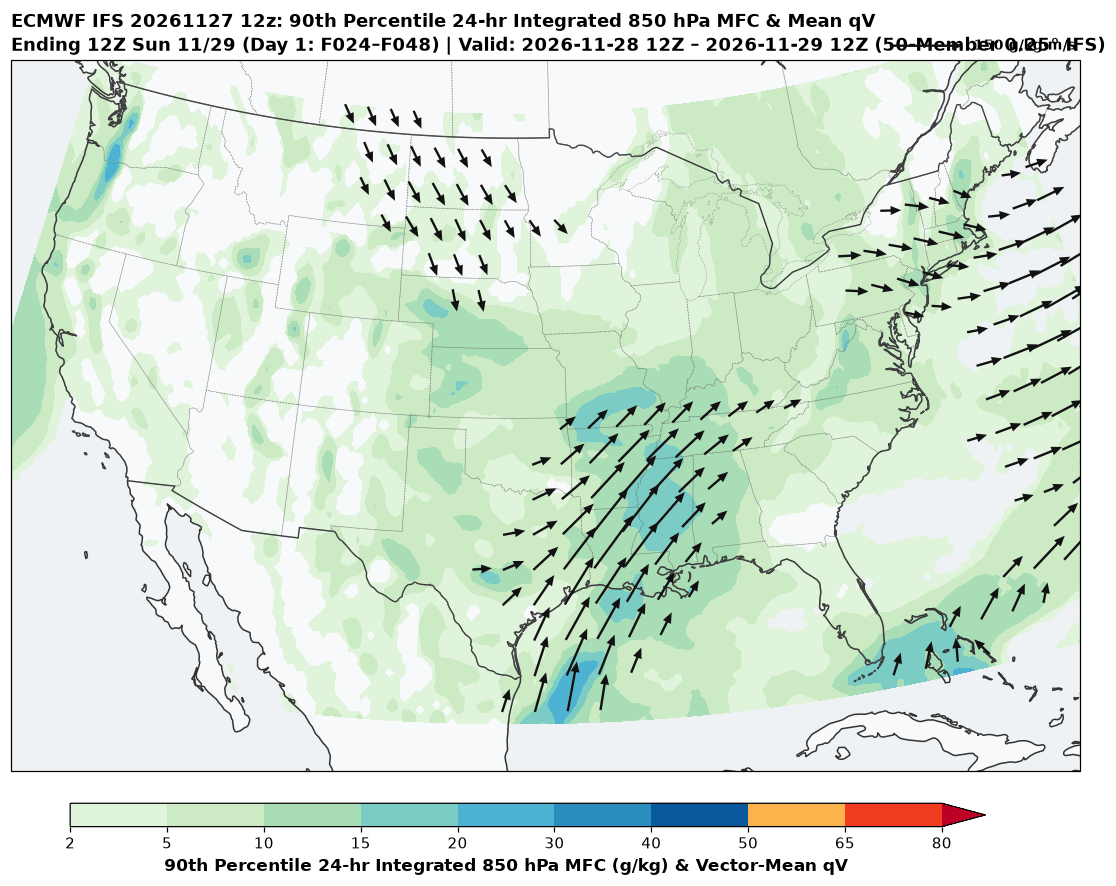 ECMWF IFS 20261127 12z: 90th Percentile 24-hr Integrated 850 hPa MFC & Mean qV
Ending 12Z Sun 11/29 (Day 1: F024–F048) | Valid: 2026-11-28 12Z – 2026-11-29 12Z (50-Member 0.25° IFS)
150 g/kg·m/s
2 5 10 15 20 30 40 50 65 80
90th Percentile 24-hr Integrated 850 hPa MFC (g/kg) & Vector-Mean qV